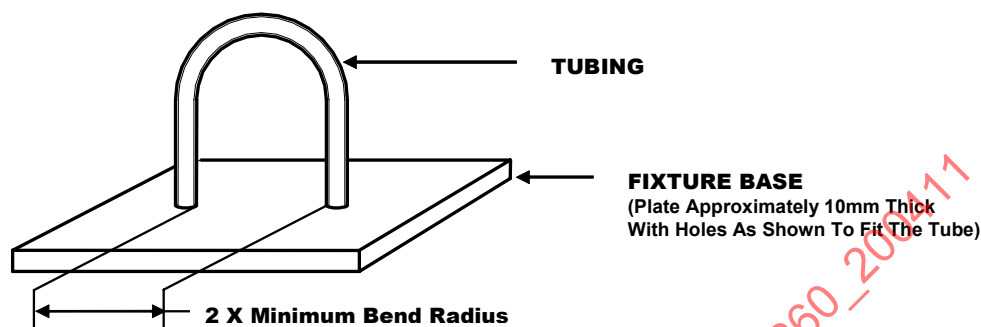 TUBING
FIXTURE BASE
(Plate Approximately 10mm Thick
With Holes As Shown To Fit The Tube)
2 X Minimum Bend Radius
260_200411